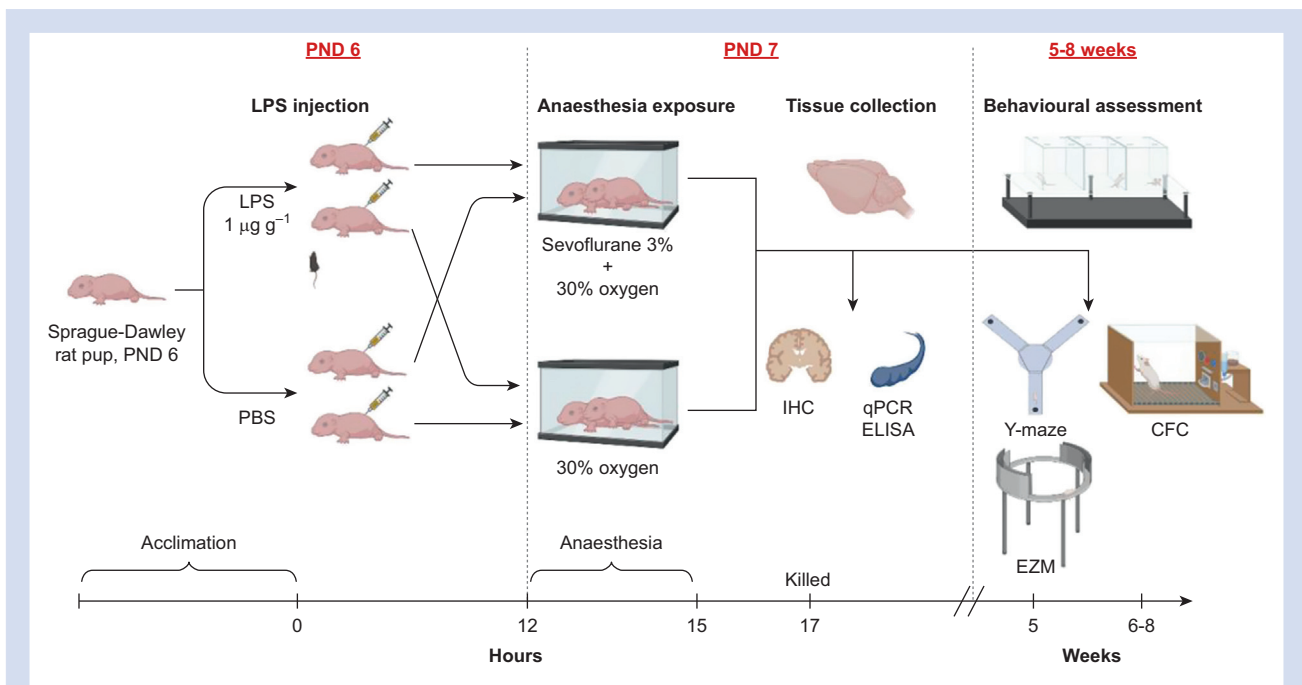 PND 6
PND 7
5-8 weeks
LPS injection
Anaesthesia exposure
Tissue collection
Behavioural assessment
LPS
1 μg g⁻¹
Sevoflurane 3%
+
30% oxygen
Sprague-Dawley
rat pup, PND 6
PBS
30% oxygen
IHC
qPCR
ELISA
Y-maze
CFC
EZM
Acclimation
Anaesthesia
Killed
0
12
15
17
5
6-8
Hours
Weeks